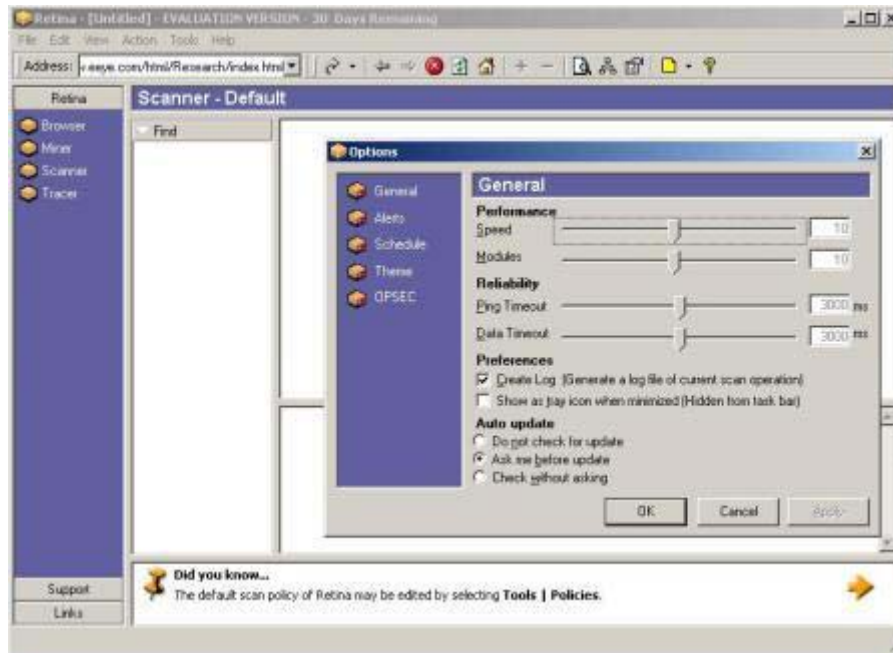 Retina - [Untitled] - EVALUATION VERSION - 30 Days Remaining
File Edit View Action Tools Help
Address: v.eeye.com/html/Research/index.html
Retina
Browser
Miner
Scanner
Tracer
Support
Links
Scanner - Default
Find
Options
General
Alerts
Schedule
Theme
OPSEC
General
Performance
Speed 10
Modules 10
Reliability
Ping Timeout 3000 ms
Data Timeout 3000 ms
Preferences
Create Log (Generate a log file of current scan operation)
Show as tray icon when minimized (Hidden from task bar)
Auto update
Do not check for update
Ask me before update
Check without asking
OK Cancel Apply
Did you know...
The default scan policy of Retina may be edited by selecting Tools | Policies.